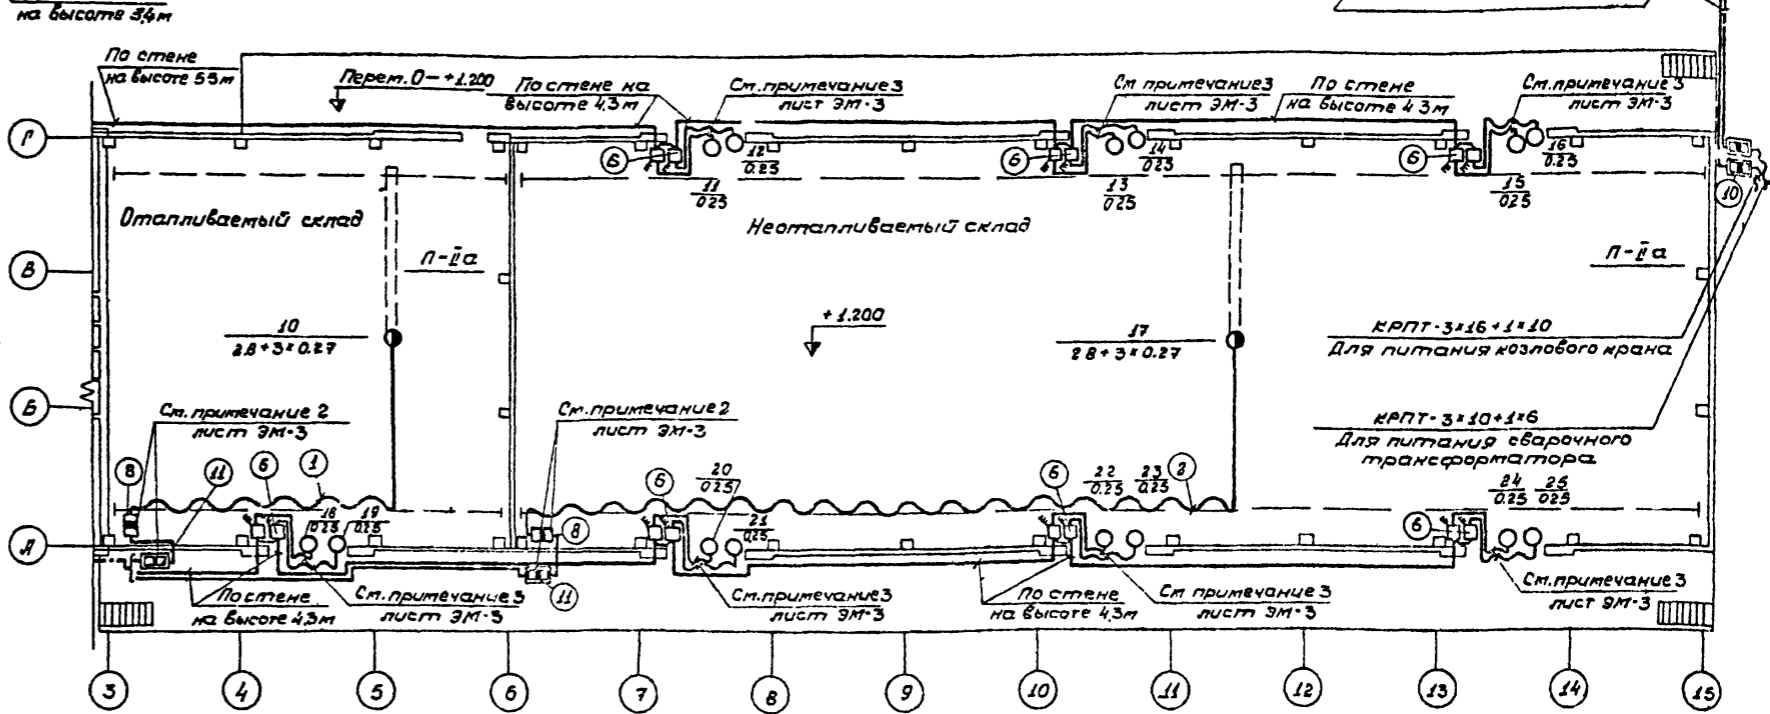 на высоте 3,4м
По стене
на высоте 5.5м
Перем. 0 — +1.200
По стене на
высоте 4,3м
См. примечание 3
лист ЭМ-3
См примечание 3
лист ЭМ-3
По стене
на высоте 4.3м
См. примечание 3
лист ЭМ-3
Г
6
12
0.25
11
0.25
6
14
0.25
13
0.25
6
16
0.25
15
0.25
10
Отапливаемый склад
Неотапливаемый склад
В
П-IIа
П-IIа
+1.200
10
2.8+3×0.27
17
2.8+3×0.27
КРПТ-3×16+1×10
Для питания козлового крана
Б
См. примечание 2
лист ЭМ-3
См. примечание 2
лист ЭМ-3
КРПТ-3×10+1×6
Для питания сварочного
трансформатора
8
11
6
1
18
0.25
19
0.25
6
20
0.25
21
0.25
8
11
6
22
0.25
23
0.25
2
24
0.25
25
0.25
6
А
По стене
на высоте 4,3м
См. примечание 3
лист ЭМ-3
См. примечание 3
лист ЭМ-3
По стене
на высоте 4,3м
См примечание 3
лист ЭМ-3
См. примечание 3
лист ЭМ-3
3
4
5
6
7
8
9
10
11
12
13
14
15